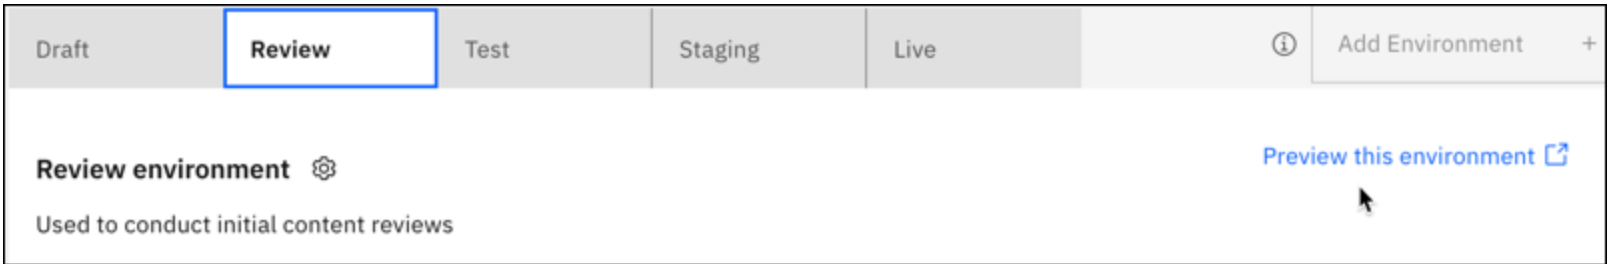 Draft Review Test Staging Live Add Environment +
Preview this environment
Review environment
Used to conduct initial content reviews